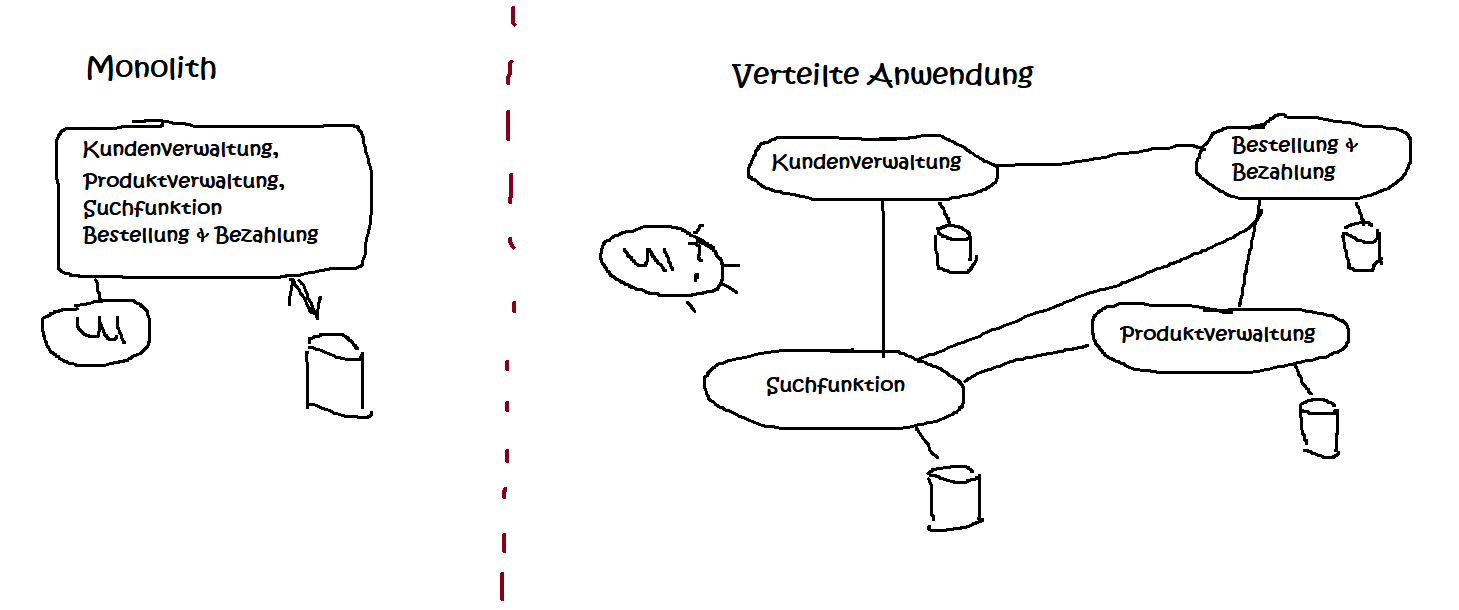 Monolith
Kundenverwaltung,
Produktverwaltung,
Suchfunktion
Bestellung & Bezahlung
UI
Verteilte Anwendung
Kundenverwaltung
Bestellung &
Bezahlung
UI
Produktverwaltung
Suchfunktion